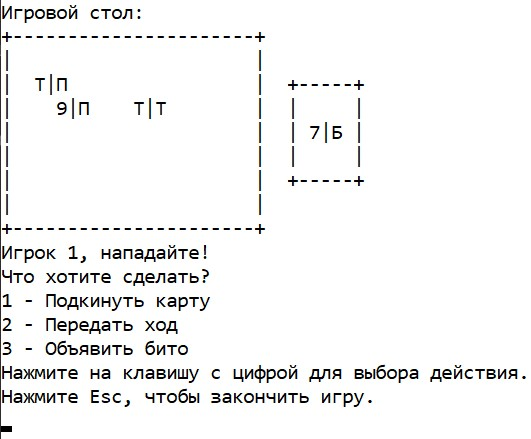 Игровой стол:
Т|П
9|П Т|Т
7|Б
Игрок 1, нападайте!
Что хотите сделать?
1 - Подкинуть карту
2 - Передать ход
3 - Объявить бито
Нажмите на клавишу с цифрой для выбора действия.
Нажмите Esc, чтобы закончить игру.